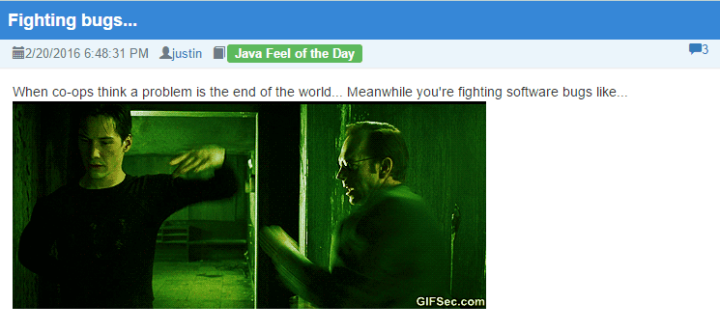 Fighting bugs...
2/20/2016 6:48:31 PM justin Java Feel of the Day 3
When co-ops think a problem is the end of the world... Meanwhile you're fighting software bugs like...
GIFSec.com